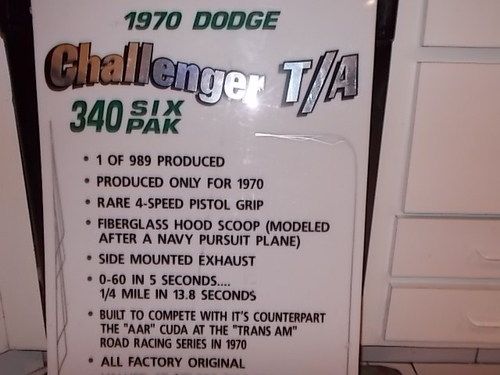 1970 DODGE
Challenger T/A
340 SIX PAK
• 1 OF 989 PRODUCED
• PRODUCED ONLY FOR 1970
• RARE 4-SPEED PISTOL GRIP
• FIBERGLASS HOOD SCOOP (MODELED
AFTER A NAVY PURSUIT PLANE)
• SIDE MOUNTED EXHAUST
• 0-60 IN 5 SECONDS....
1/4 MILE IN 13.8 SECONDS
• BUILT TO COMPETE WITH IT'S COUNTERPART
THE "AAR" CUDA AT THE "TRANS AM"
ROAD RACING SERIES IN 1970
• ALL FACTORY ORIGINAL